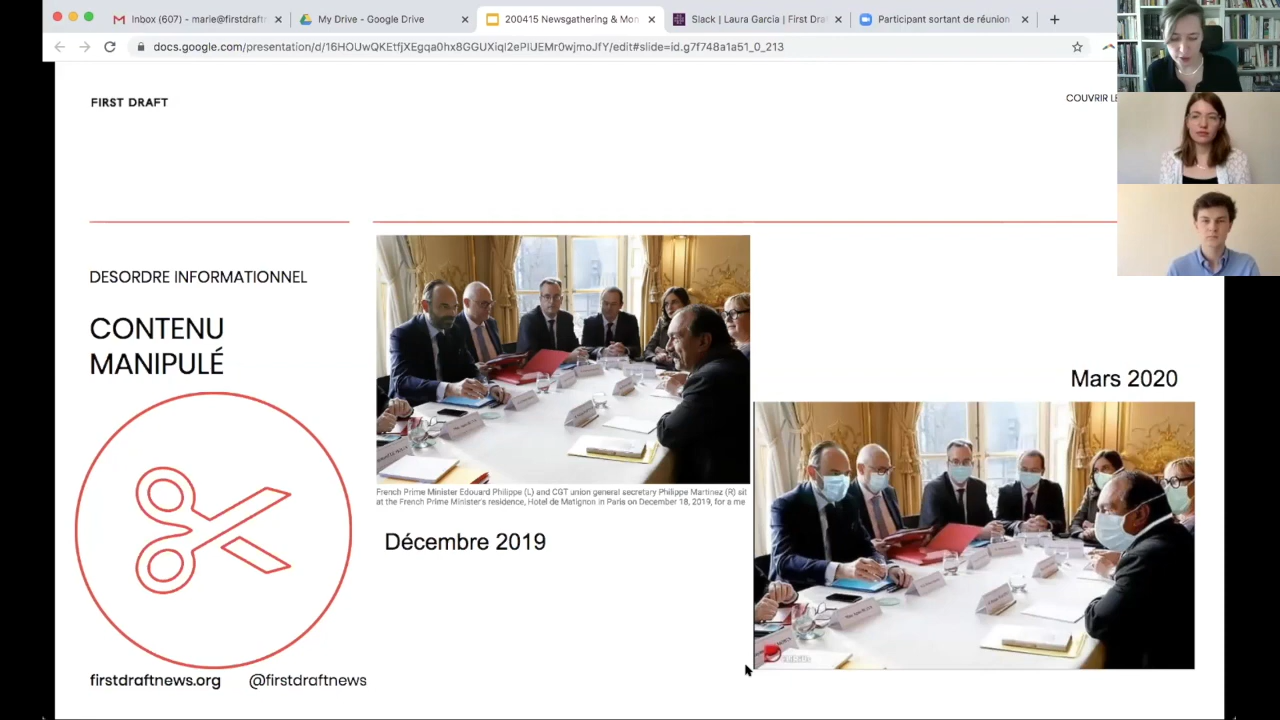 Inbox (607) - marie@firstdraft
My Drive - Google Drive
200415 Newsgathering & Mon
Slack | Laura Garcia | First Dra
Participant sortant de réunion
docs.google.com/presentation/d/16HOUwQKEtfjXEgqa0hx8GGUXiqI2ePIUEMr0wjmoJfY/edit#slide=id.g7f748a1a51_0_213
FIRST DRAFT
COUVRIR LE
DESORDRE INFORMATIONNEL
CONTENU
MANIPULÉ
French Prime Minister Edouard Philippe (L) and CGT union general secretary Philippe Martinez (R) sit
at the French Prime Minister's residence, Hotel de Matignon in Paris on December 18, 2019, for a me
Décembre 2019
Mars 2020
firstdraftnews.org
@firstdraftnews